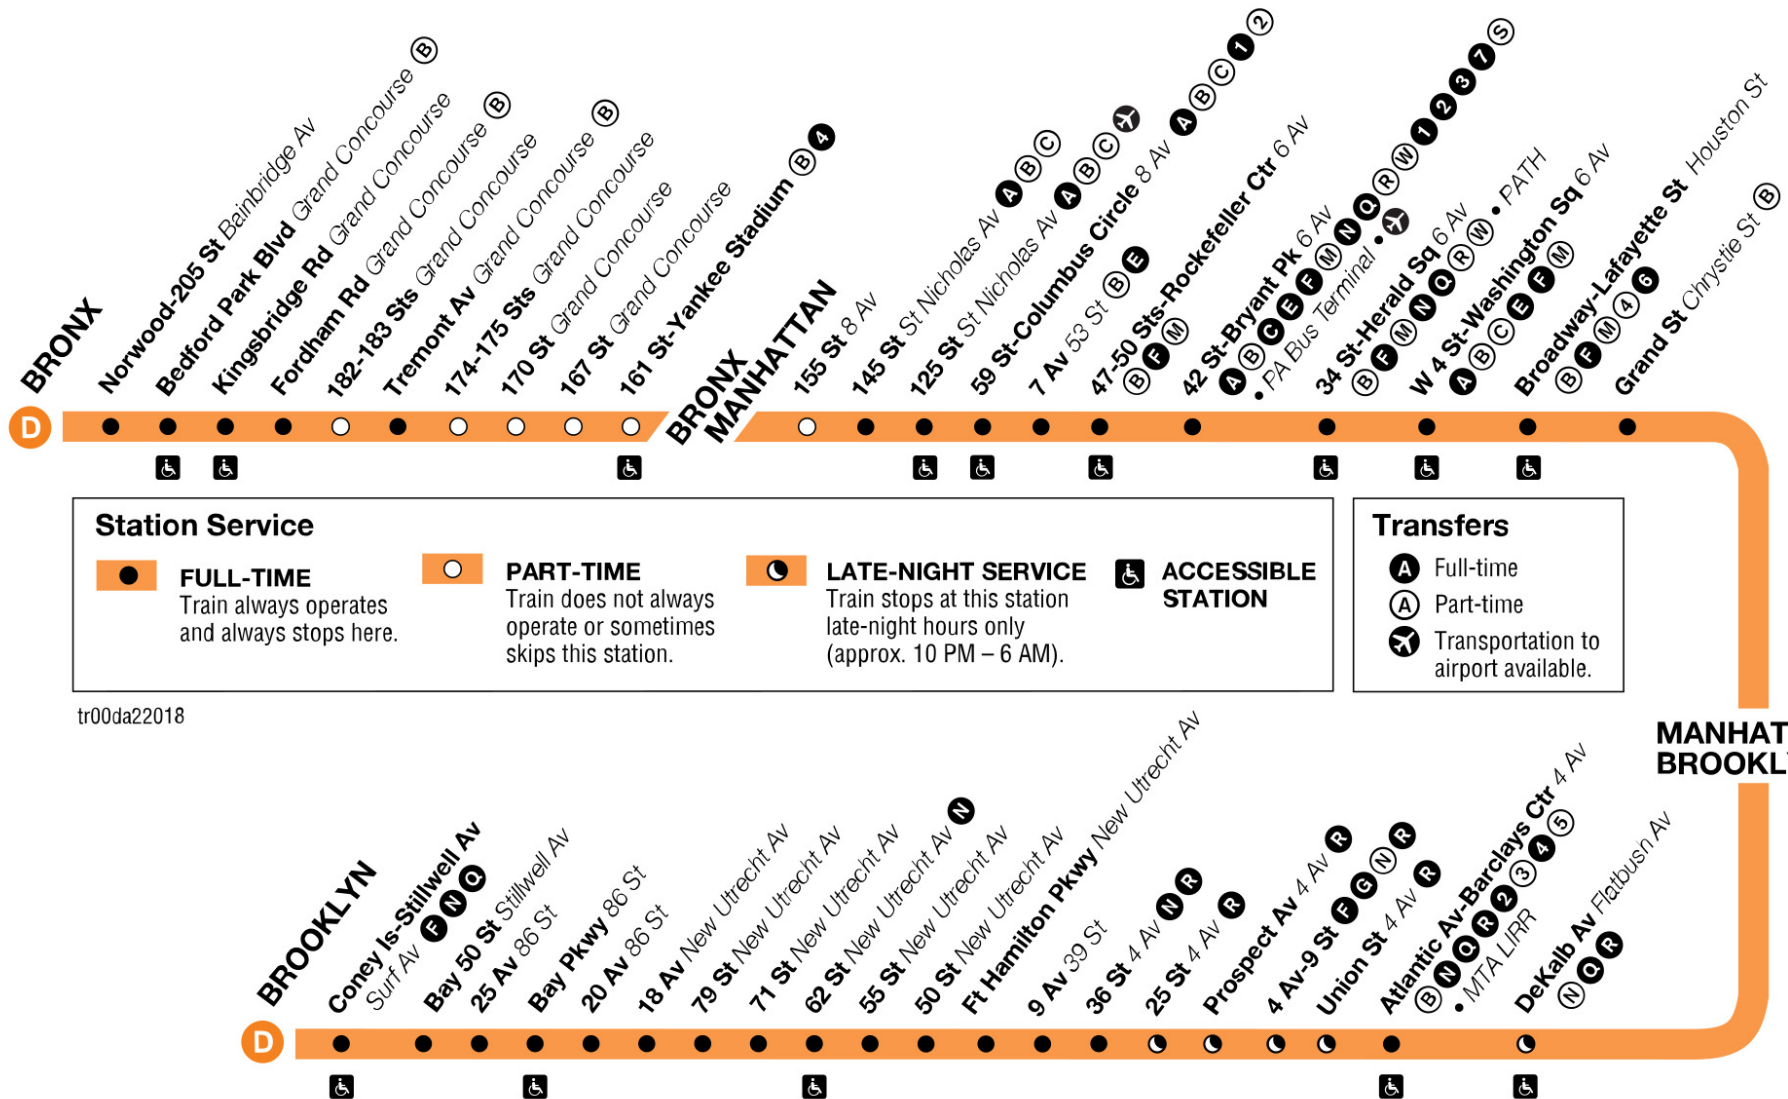 D
BRONX
Norwood-205 St Bainbridge Av
Bedford Park Blvd Grand Concourse B
Kingsbridge Rd Grand Concourse
Fordham Rd Grand Concourse B
182-183 Sts Grand Concourse
Tremont Av Grand Concourse B
174-175 Sts Grand Concourse
170 St Grand Concourse
167 St Grand Concourse
161 St-Yankee Stadium B 4
BRONX
MANHATTAN
155 St 8 Av
145 St St Nicholas Av A B C
125 St St Nicholas Av A B C
59 St-Columbus Circle 8 Av A B C 1 2
7 Av 53 St B E
47-50 Sts-Rockefeller Ctr 6 Av
B F M
42 St-Bryant Pk 6 Av
A B C E F M N Q R W 1 2 3 7 S
• PA Bus Terminal •
34 St-Herald Sq 6 Av
B F M N Q R W • PATH
W 4 St-Washington Sq 6 Av
A B C E F M
Broadway-Lafayette St Houston St
B F M 4 6
Grand St Chrystie St B
Station Service
FULL-TIME
Train always operates
and always stops here.
PART-TIME
Train does not always
operate or sometimes
skips this station.
LATE-NIGHT SERVICE
Train stops at this station
late-night hours only
(approx. 10 PM – 6 AM).
ACCESSIBLE
STATION
Transfers
A Full-time
A Part-time
Transportation to
airport available.
tr00da22018
MANHAT
BROOKL
D
BROOKLYN
Coney Is-Stillwell Av
Surf Av F N Q
Bay 50 St Stillwell Av
25 Av 86 St
Bay Pkwy 86 St
20 Av 86 St
18 Av New Utrecht Av
79 St New Utrecht Av
71 St New Utrecht Av
62 St New Utrecht Av N
55 St New Utrecht Av
50 St New Utrecht Av
Ft Hamilton Pkwy New Utrecht Av
9 Av 39 St
36 St 4 Av N R
25 St 4 Av R
Prospect Av 4 Av R
4 Av-9 St F G N R
Union St 4 Av R
Atlantic Av-Barclays Ctr 4 Av
B N Q R 2 3 4 5
• MTA LIRR
DeKalb Av Flatbush Av
N Q R